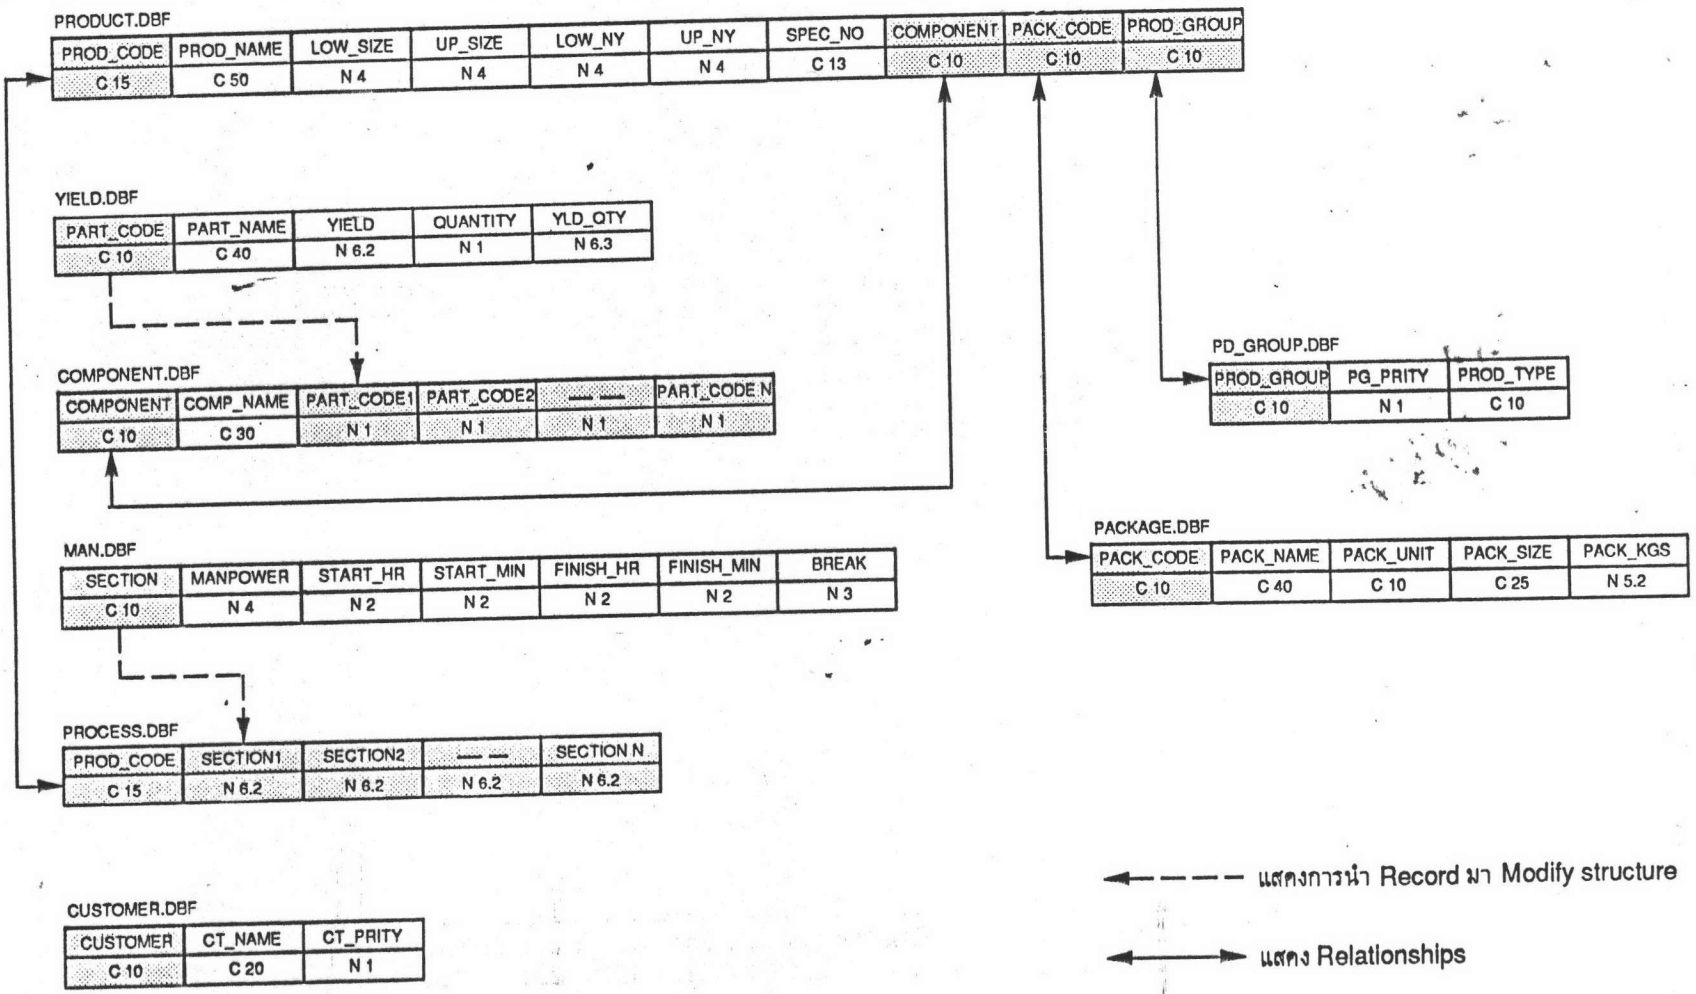 PRODUCT.DBF
PROD_CODE PROD_NAME LOW_SIZE UP_SIZE LOW_NY UP_NY SPEC_NO COMPONENT PACK_CODE PROD_GROUP
C 15 C 50 N 4 N 4 N 4 N 4 C 13 C 10 C 10 C 10
YIELD.DBF
PART_CODE PART_NAME YIELD QUANTITY YLD_QTY
C 10 C 40 N 6.2 N 1 N 6.3
PD_GROUP.DBF
PROD_GROUP PG_PRITY PROD_TYPE
C 10 N 1 C 10
COMPONENT.DBF
COMPONENT COMP_NAME PART_CODE1 PART_CODE2 — — PART_CODE N
C 10 C 30 N 1 N 1 N 1 N 1
PACKAGE.DBF
PACK_CODE PACK_NAME PACK_UNIT PACK_SIZE PACK_KGS
C 10 C 40 C 10 C 25 N 5.2
MAN.DBF
SECTION MANPOWER START_HR START_MIN FINISH_HR FINISH_MIN BREAK
C 10 N 4 N 2 N 2 N 2 N 2 N 3
PROCESS.DBF
PROD_CODE SECTION1 SECTION2 — — SECTION N
C 15 N 6.2 N 6.2 N 6.2 N 6.2
CUSTOMER.DBF
CUSTOMER CT_NAME CT_PRITY
C 10 C 20 N 1
แสดงการนำ Record มา Modify structure
แสดง Relationships